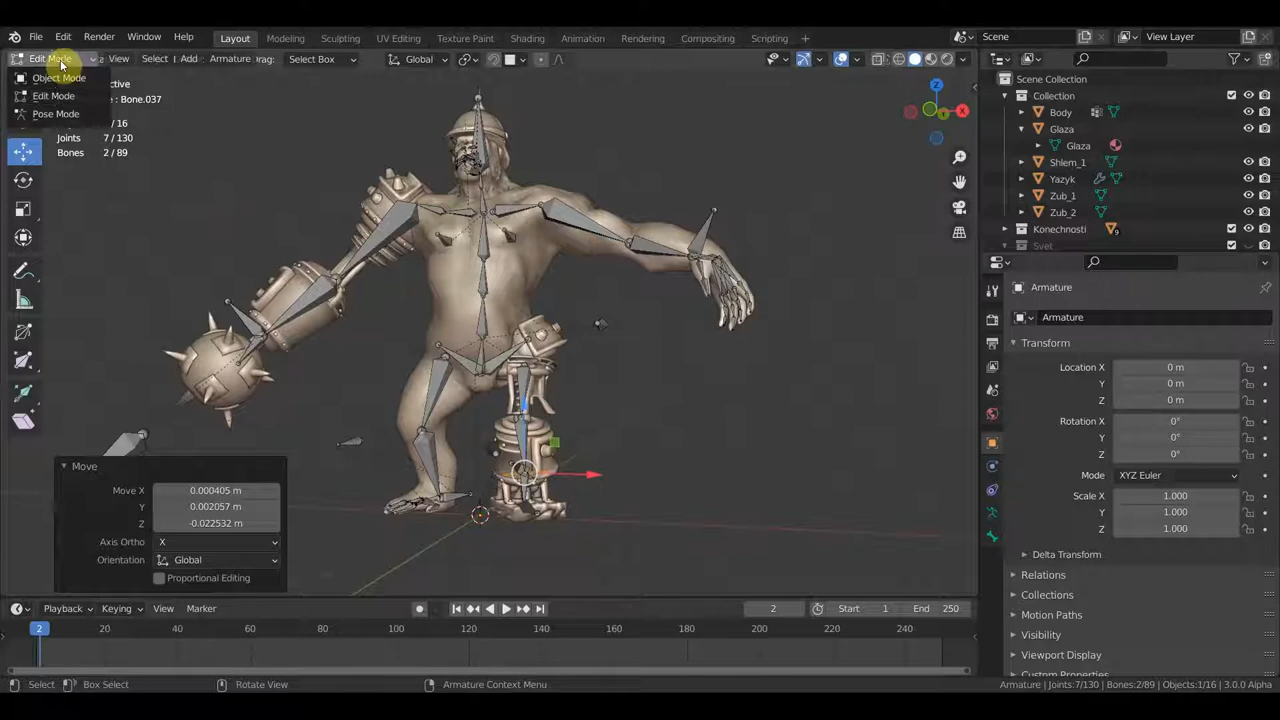 File Edit Render Window Help Layout Modeling Sculpting UV Editing Texture Paint Shading Animation Rendering Compositing Scripting Scene View Layer
Edit Mode View Select Add Armature Drag: Select Box Global
Object Mode
Edit Mode
Pose Mode
ctive
: Bone.037
/ 16
Joints 7 / 130
Bones 2 / 89
Move
Move X 0.000405 m
Y 0.002057 m
Z -0.022532 m
Axis Ortho X
Orientation Global
Proportional Editing
Scene Collection
Collection
Body
Glaza
Glaza
Shlem_1
Yazyk
Zub_1
Zub_2
Konechnosti 9
Svet
Armature
Armature
Transform
Location X 0 m
Y 0 m
Z 0 m
Rotation X 0°
Y 0°
Z 0°
Mode XYZ Euler
Scale X 1.000
Y 1.000
Z 1.000
Delta Transform
Relations
Collections
Motion Paths
Visibility
Viewport Display
Custom Properties
Playback Keying View Marker 2 Start 1 End 250
2 20 40 60 80 100 120 140 160 180 200 220 240
Select Box Select Rotate View Armature Context Menu Armature | Joints:7/130 | Bones:2/89 | Objects:1/16 | 3.0.0 Alpha